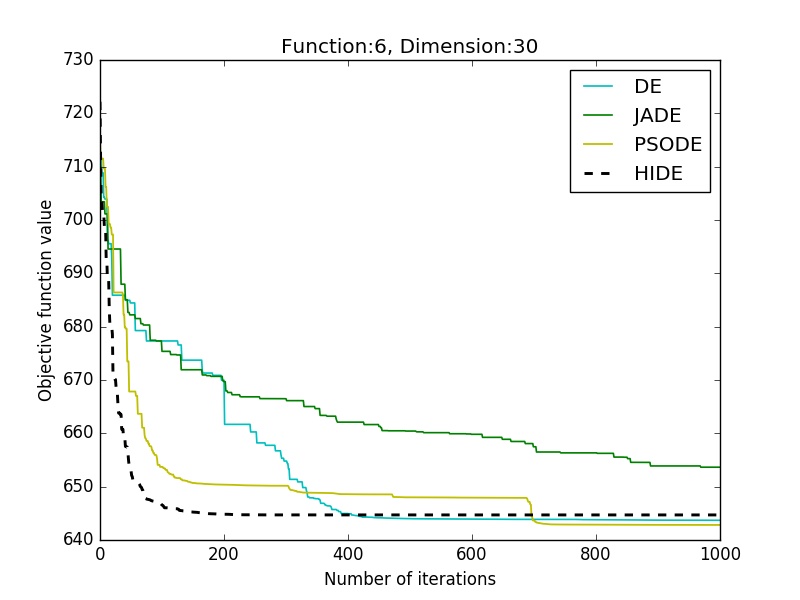 Function:6, Dimension:30
730
720
710
700
690
680
670
660
650
640
Objective function value
DE
JADE
PSODE
HIDE
0
200
400
600
800
1000
Number of iterations